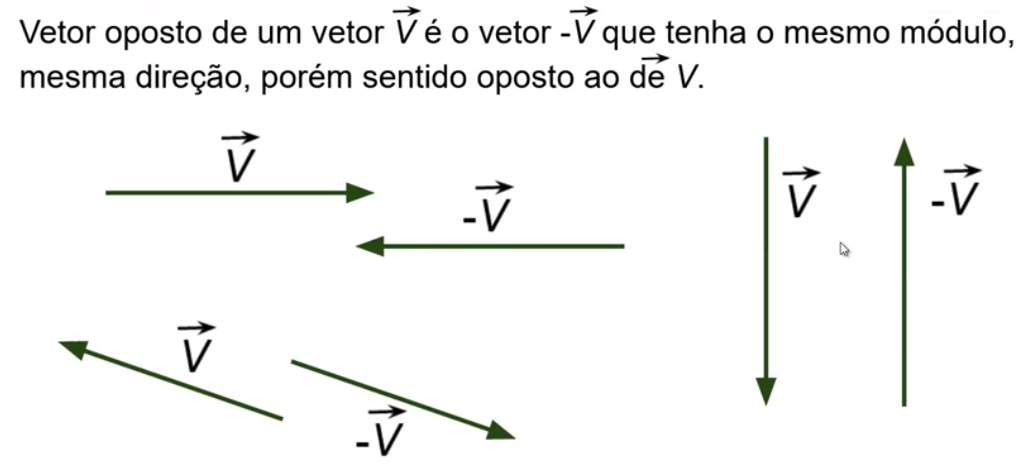 Vetor oposto de um vetor V⃗ é o vetor -V⃗ que tenha o mesmo módulo,
mesma direção, porém sentido oposto ao de⃗ V.
V⃗
-V⃗
V⃗
-V⃗
V⃗
-V⃗